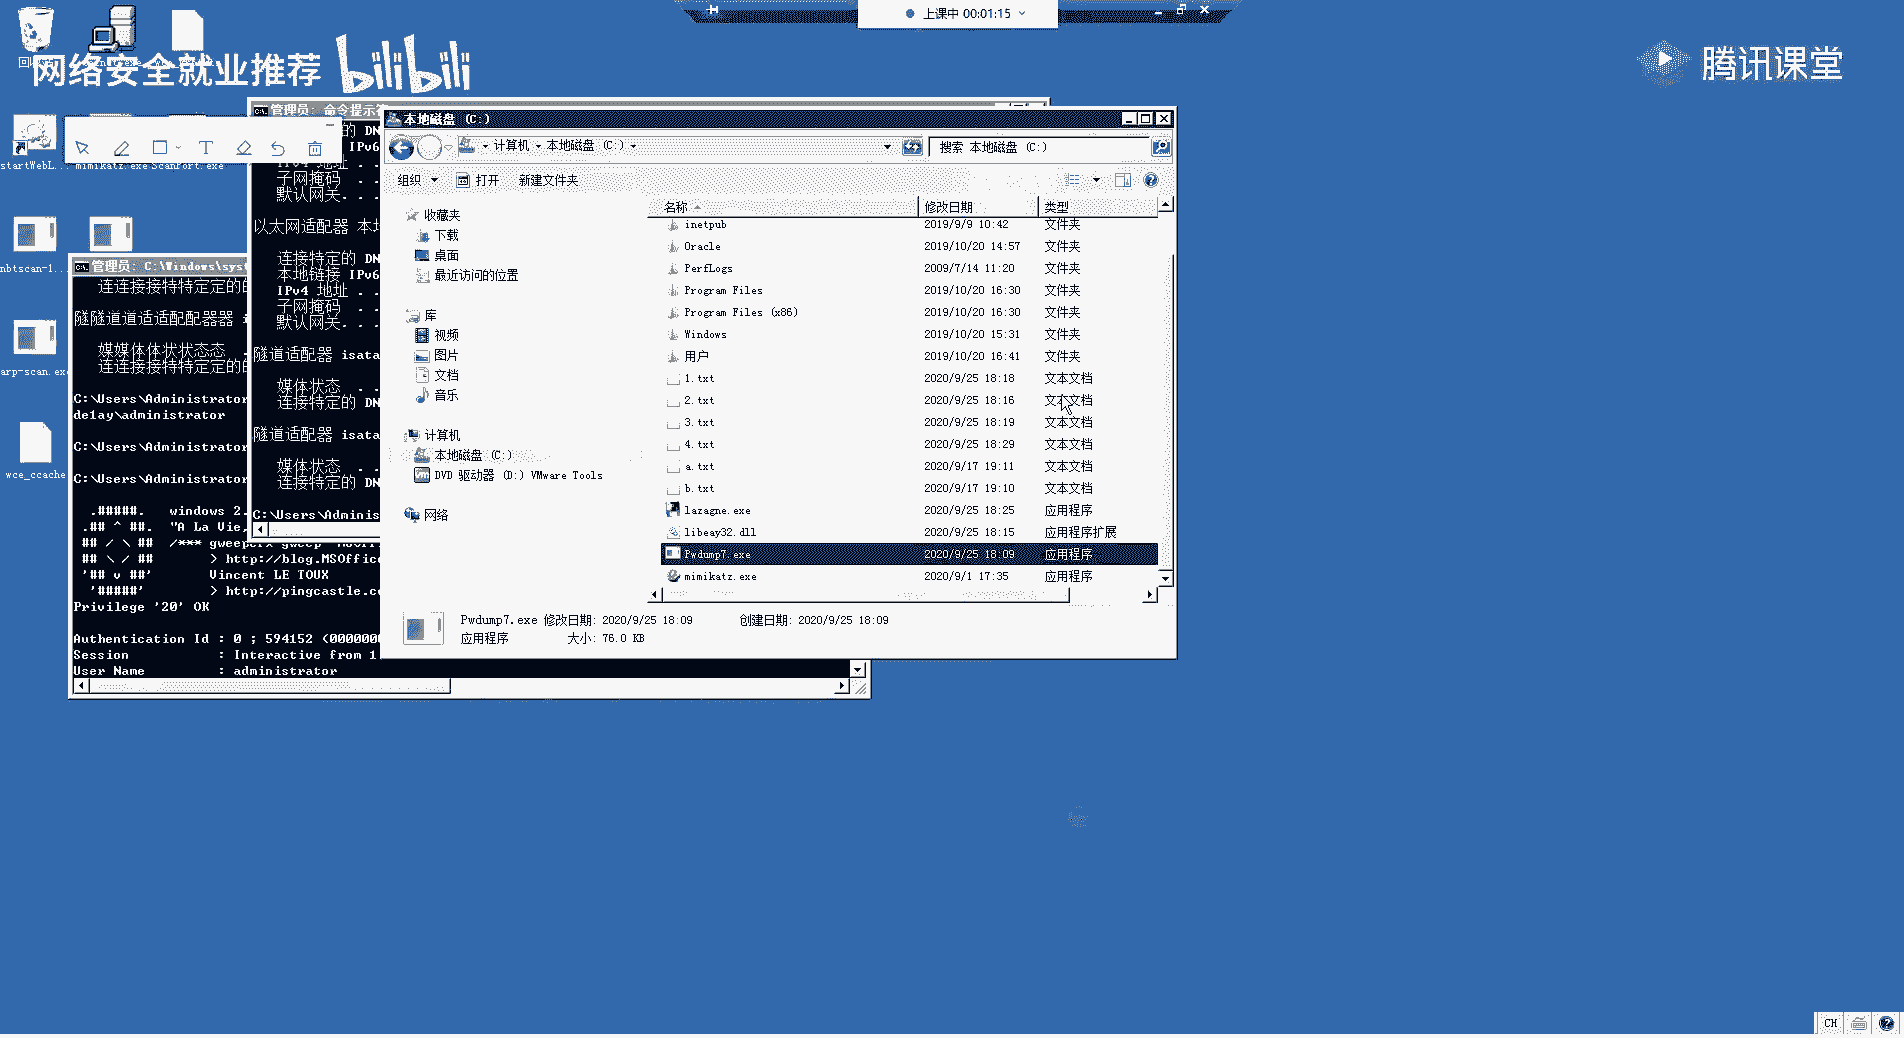 上课中 00:01:15
网络安全就业推荐 bilibili
腾讯课堂
管理员: 命令提示符
startWebL...
mimikatz.exe
ScanPort.exe
nbtscan-1...
arp-scan.exe
wce_ccache
的 DN
IPv6
IPv4 地址 . .
子网掩码 . .
默认网关. . .
以太网适配器 本地
连接特定的 DN
本地链接 IPv6
IPv4 地址 . .
子网掩码 . .
默认网关. . .
隧道适配器 isata
媒体状态 . .
连接特定的 DN
隧道适配器 isata
媒体状态 . .
连接特定的 DN
C:\Users\Adminis
管理员: C:\Windows\syst
连连接接特特定定的的
隧隧道道适适配配器器 i
媒媒体体状状态态 .
连连接接特特定定的的
C:\Users\Administrator
de1ay\administrator
C:\Users\Administrator
C:\Users\Administrator
.#####.   windows 2.
.## ^ ##.  "A La Vie,
## / \ ##  /*** gweeperx gweep
## \ / ##       > http://blog.MSOffic
'## v ##'       Vincent LE TOUX
'#####'        > http://pingcastle.co
Privilege '20' OK
Authentication Id : 0 ; 594152 (0000000
Session           : Interactive from 1
User Name         : administrator
本地磁盘 (C:)
计算机 本地磁盘 (C:)
搜索 本地磁盘 (C:)
组织 打开 新建文件夹
收藏夹
下载
桌面
最近访问的位置
库
视频
图片
文档
音乐
计算机
本地磁盘 (C:)
DVD 驱动器 (D:) VMware Tools
网络
名称 修改日期 类型
inetpub 2019/9/9 10:42 文件夹
Oracle 2019/10/20 14:57 文件夹
PerfLogs 2009/7/14 11:20 文件夹
Program Files 2019/10/20 16:30 文件夹
Program Files (x86) 2019/10/20 16:30 文件夹
Windows 2019/10/20 15:31 文件夹
用户 2019/10/20 16:41 文件夹
1.txt 2020/9/25 18:18 文本文档
2.txt 2020/9/25 18:16 文本文档
3.txt 2020/9/25 18:19 文本文档
4.txt 2020/9/25 18:29 文本文档
a.txt 2020/9/17 19:11 文本文档
b.txt 2020/9/17 19:10 文本文档
lazagne.exe 2020/9/25 18:25 应用程序
libeay32.dll 2020/9/25 18:15 应用程序扩展
Pwdump7.exe 2020/9/25 18:09 应用程序
mimikatz.exe 2020/9/1 17:35 应用程序
Pwdump7.exe 修改日期: 2020/9/25 18:09 创建日期: 2020/9/25 18:09
应用程序 大小: 76.0 KB
CH